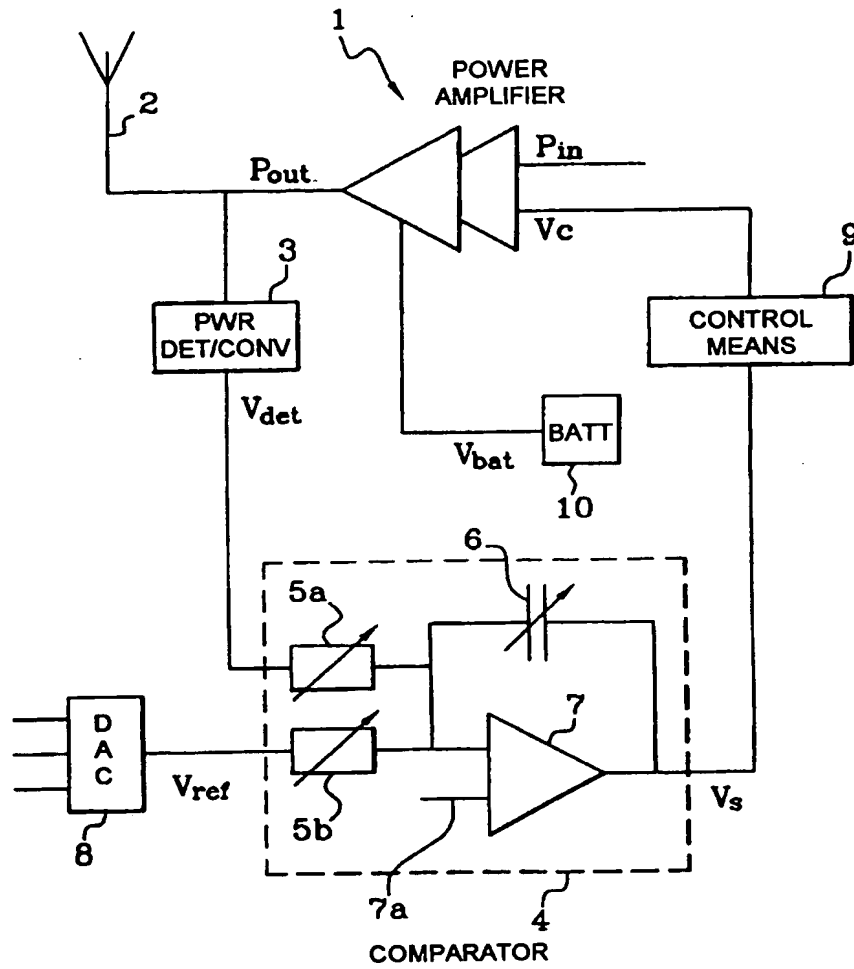 1
POWER
AMPLIFIER
2
Pout
Pin
Vc
9
3
PWR
DET/CONV
CONTROL
MEANS
Vdet
BATT
Vbat
10
6
5a
7
D
A
C
Vref
5b
Vs
8
7a
4
COMPARATOR